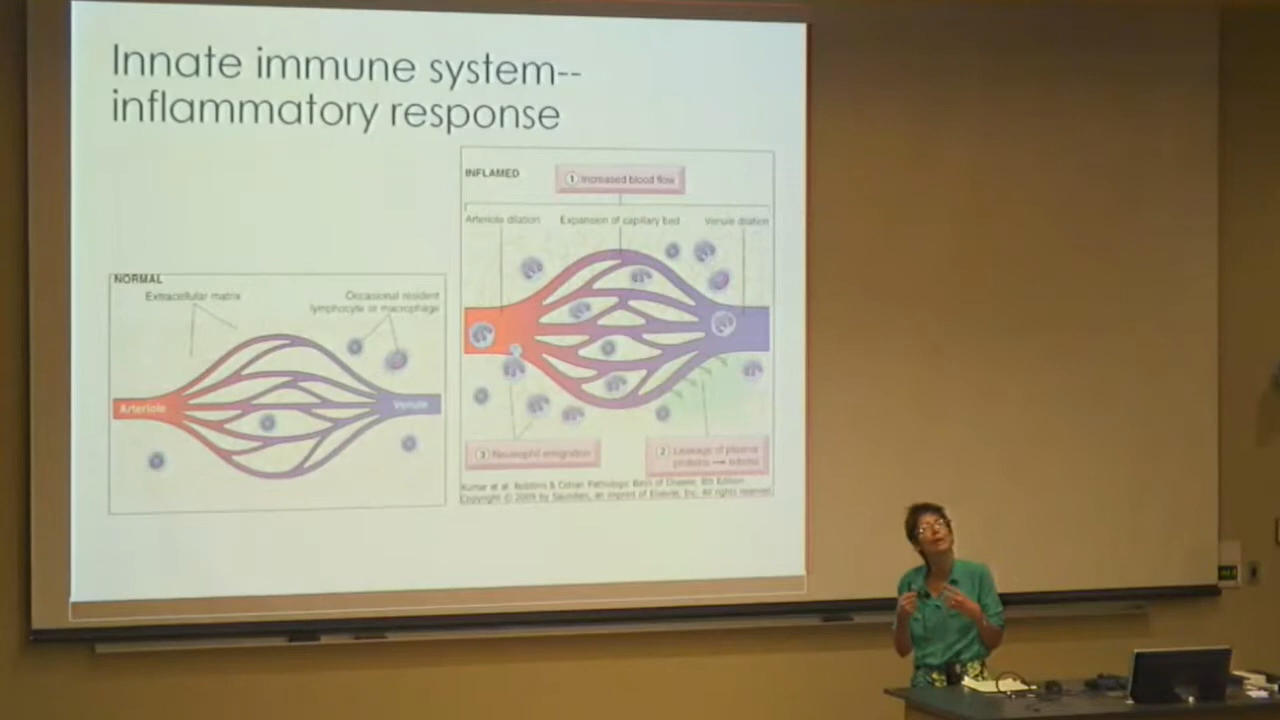 Innate immune system--
inflammatory response
NORMAL
Extracellular matrix
Occasional resident
lymphocyte or macrophage
Arteriole
Venule
INFLAMED
1 Increased blood flow
Arteriole dilation
Expansion of capillary bed
Venule dilation
3 Neutrophil emigration
2 Leakage of plasma
proteins → edema
Kumar et al: Robbins & Cotran Pathologic Basis of Disease, 8th Edition.
Copyright © 2009 by Saunders, an imprint of Elsevier, Inc. All rights reserved.